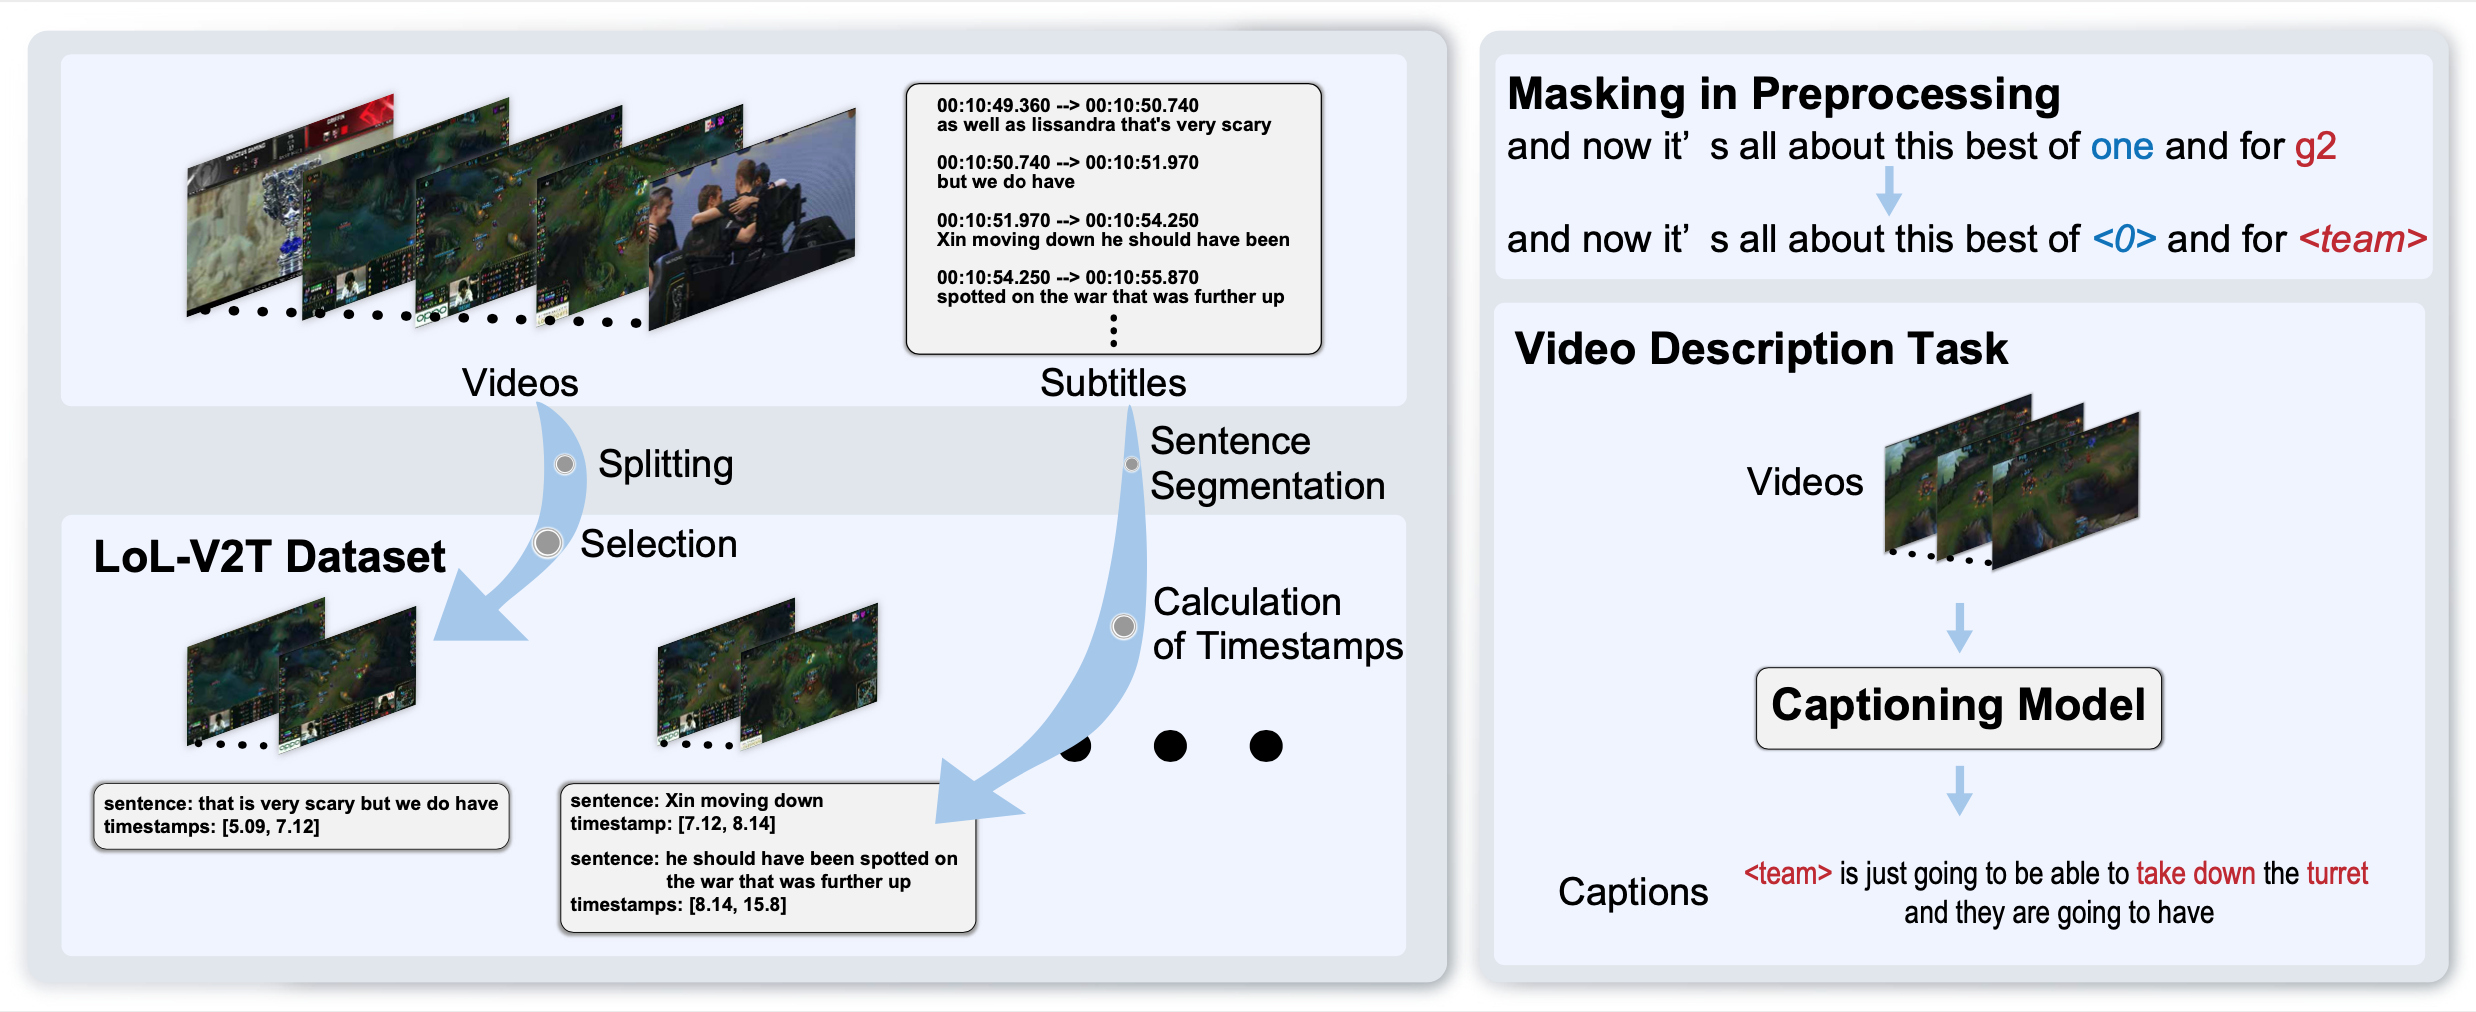 00:10:49.360 --> 00:10:50.740
as well as lissandra that's very scary
00:10:50.740 --> 00:10:51.970
but we do have
00:10:51.970 --> 00:10:54.250
Xin moving down he should have been
00:10:54.250 --> 00:10:55.870
spotted on the war that was further up
Videos
Subtitles
Splitting
Selection
Sentence
Segmentation
Calculation
of Timestamps
LoL-V2T Dataset
sentence: that is very scary but we do have
timestamps: [5.09, 7.12]
sentence: Xin moving down
timestamp: [7.12, 8.14]
sentence: he should have been spotted on
the war that was further up
timestamps: [8.14, 15.8]
Masking in Preprocessing
and now it’ s all about this best of one and for g2
and now it’ s all about this best of <0> and for <team>
Video Description Task
Videos
Captioning Model
Captions
<team> is just going to be able to take down the turret
and they are going to have